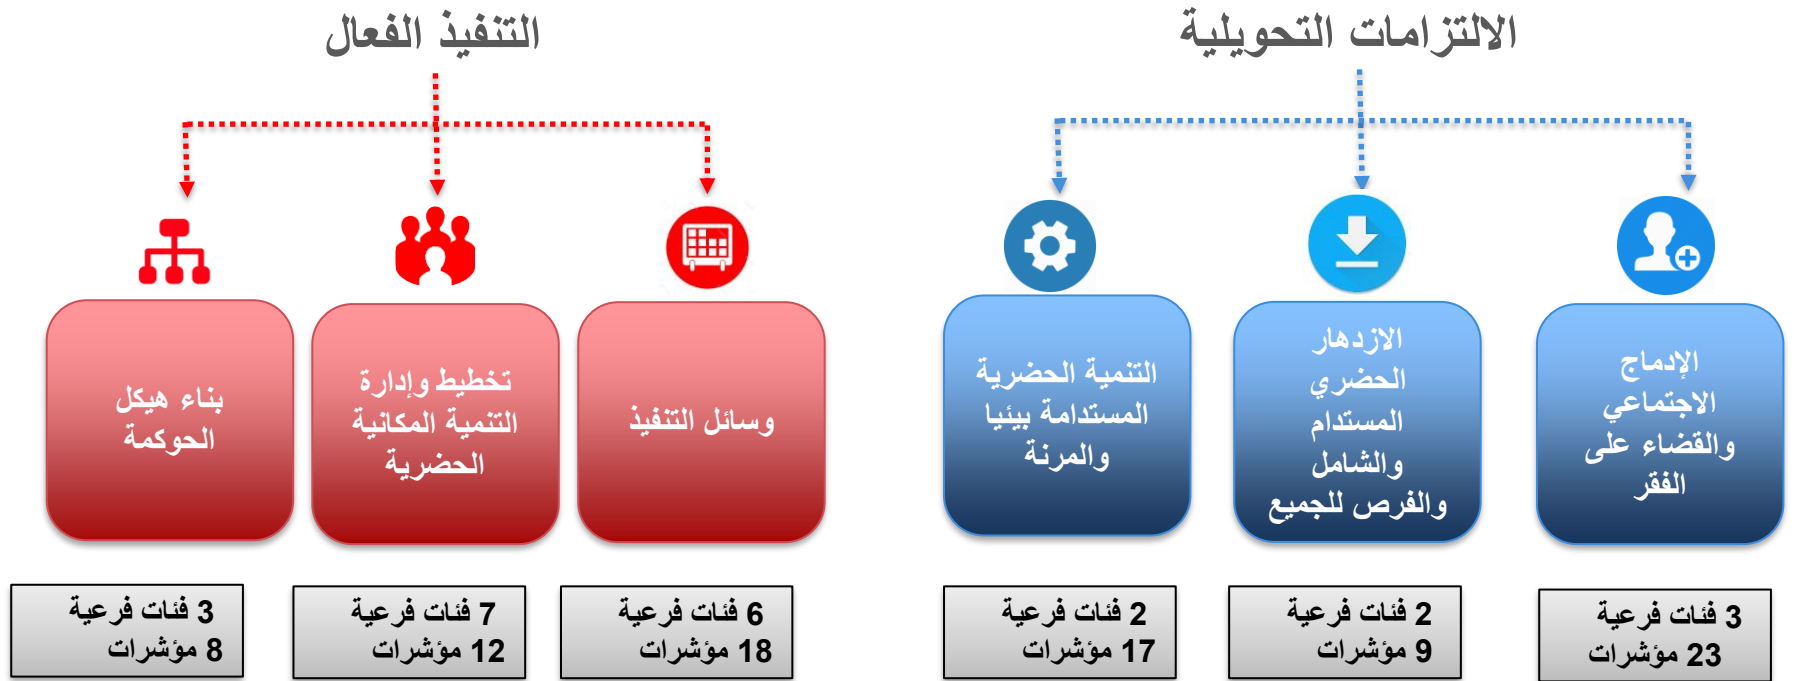 الالتزامات التحويلية
الإدماج
الاجتماعي
والقضاء على
الفقر
3 فئات فرعية
23 مؤشرات
الازدهار
الحضري
المستدام
والشامل
والفرص للجميع
2 فئات فرعية
9 مؤشرات
التنمية الحضرية
المستدامة بيئيا
والمرنة
2 فئات فرعية
17 مؤشرات
التنفيذ الفعال
وسائل التنفيذ
6 فئات فرعية
18 مؤشرات
تخطيط وإدارة
التنمية المكانية
الحضرية
7 فئات فرعية
12 مؤشرات
بناء هيكل
الحوكمة
3 فئات فرعية
8 مؤشرات